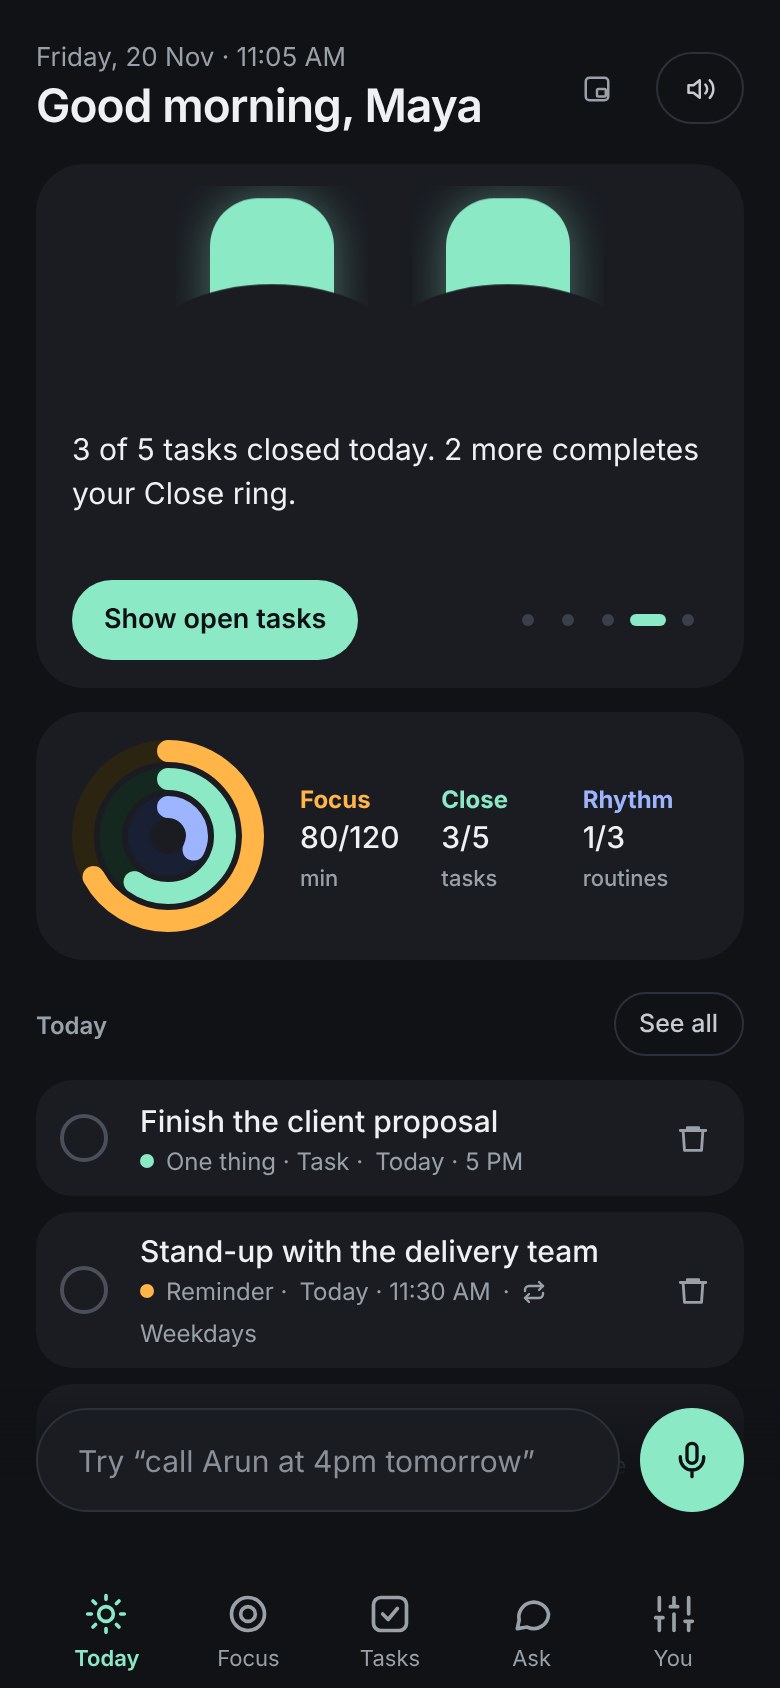 Friday, 20 Nov · 11:05 AM
Good morning, Maya
3 of 5 tasks closed today. 2 more completes
your Close ring.
Show open tasks
Focus
80/120
min
Close
3/5
tasks
Rhythm
1/3
routines
Today
See all
Finish the client proposal
One thing · Task · Today · 5 PM
Stand-up with the delivery team
Reminder · Today · 11:30 AM ·
Weekdays
Try “call Arun at 4pm tomorrow”
Today
Focus
Tasks
Ask
You